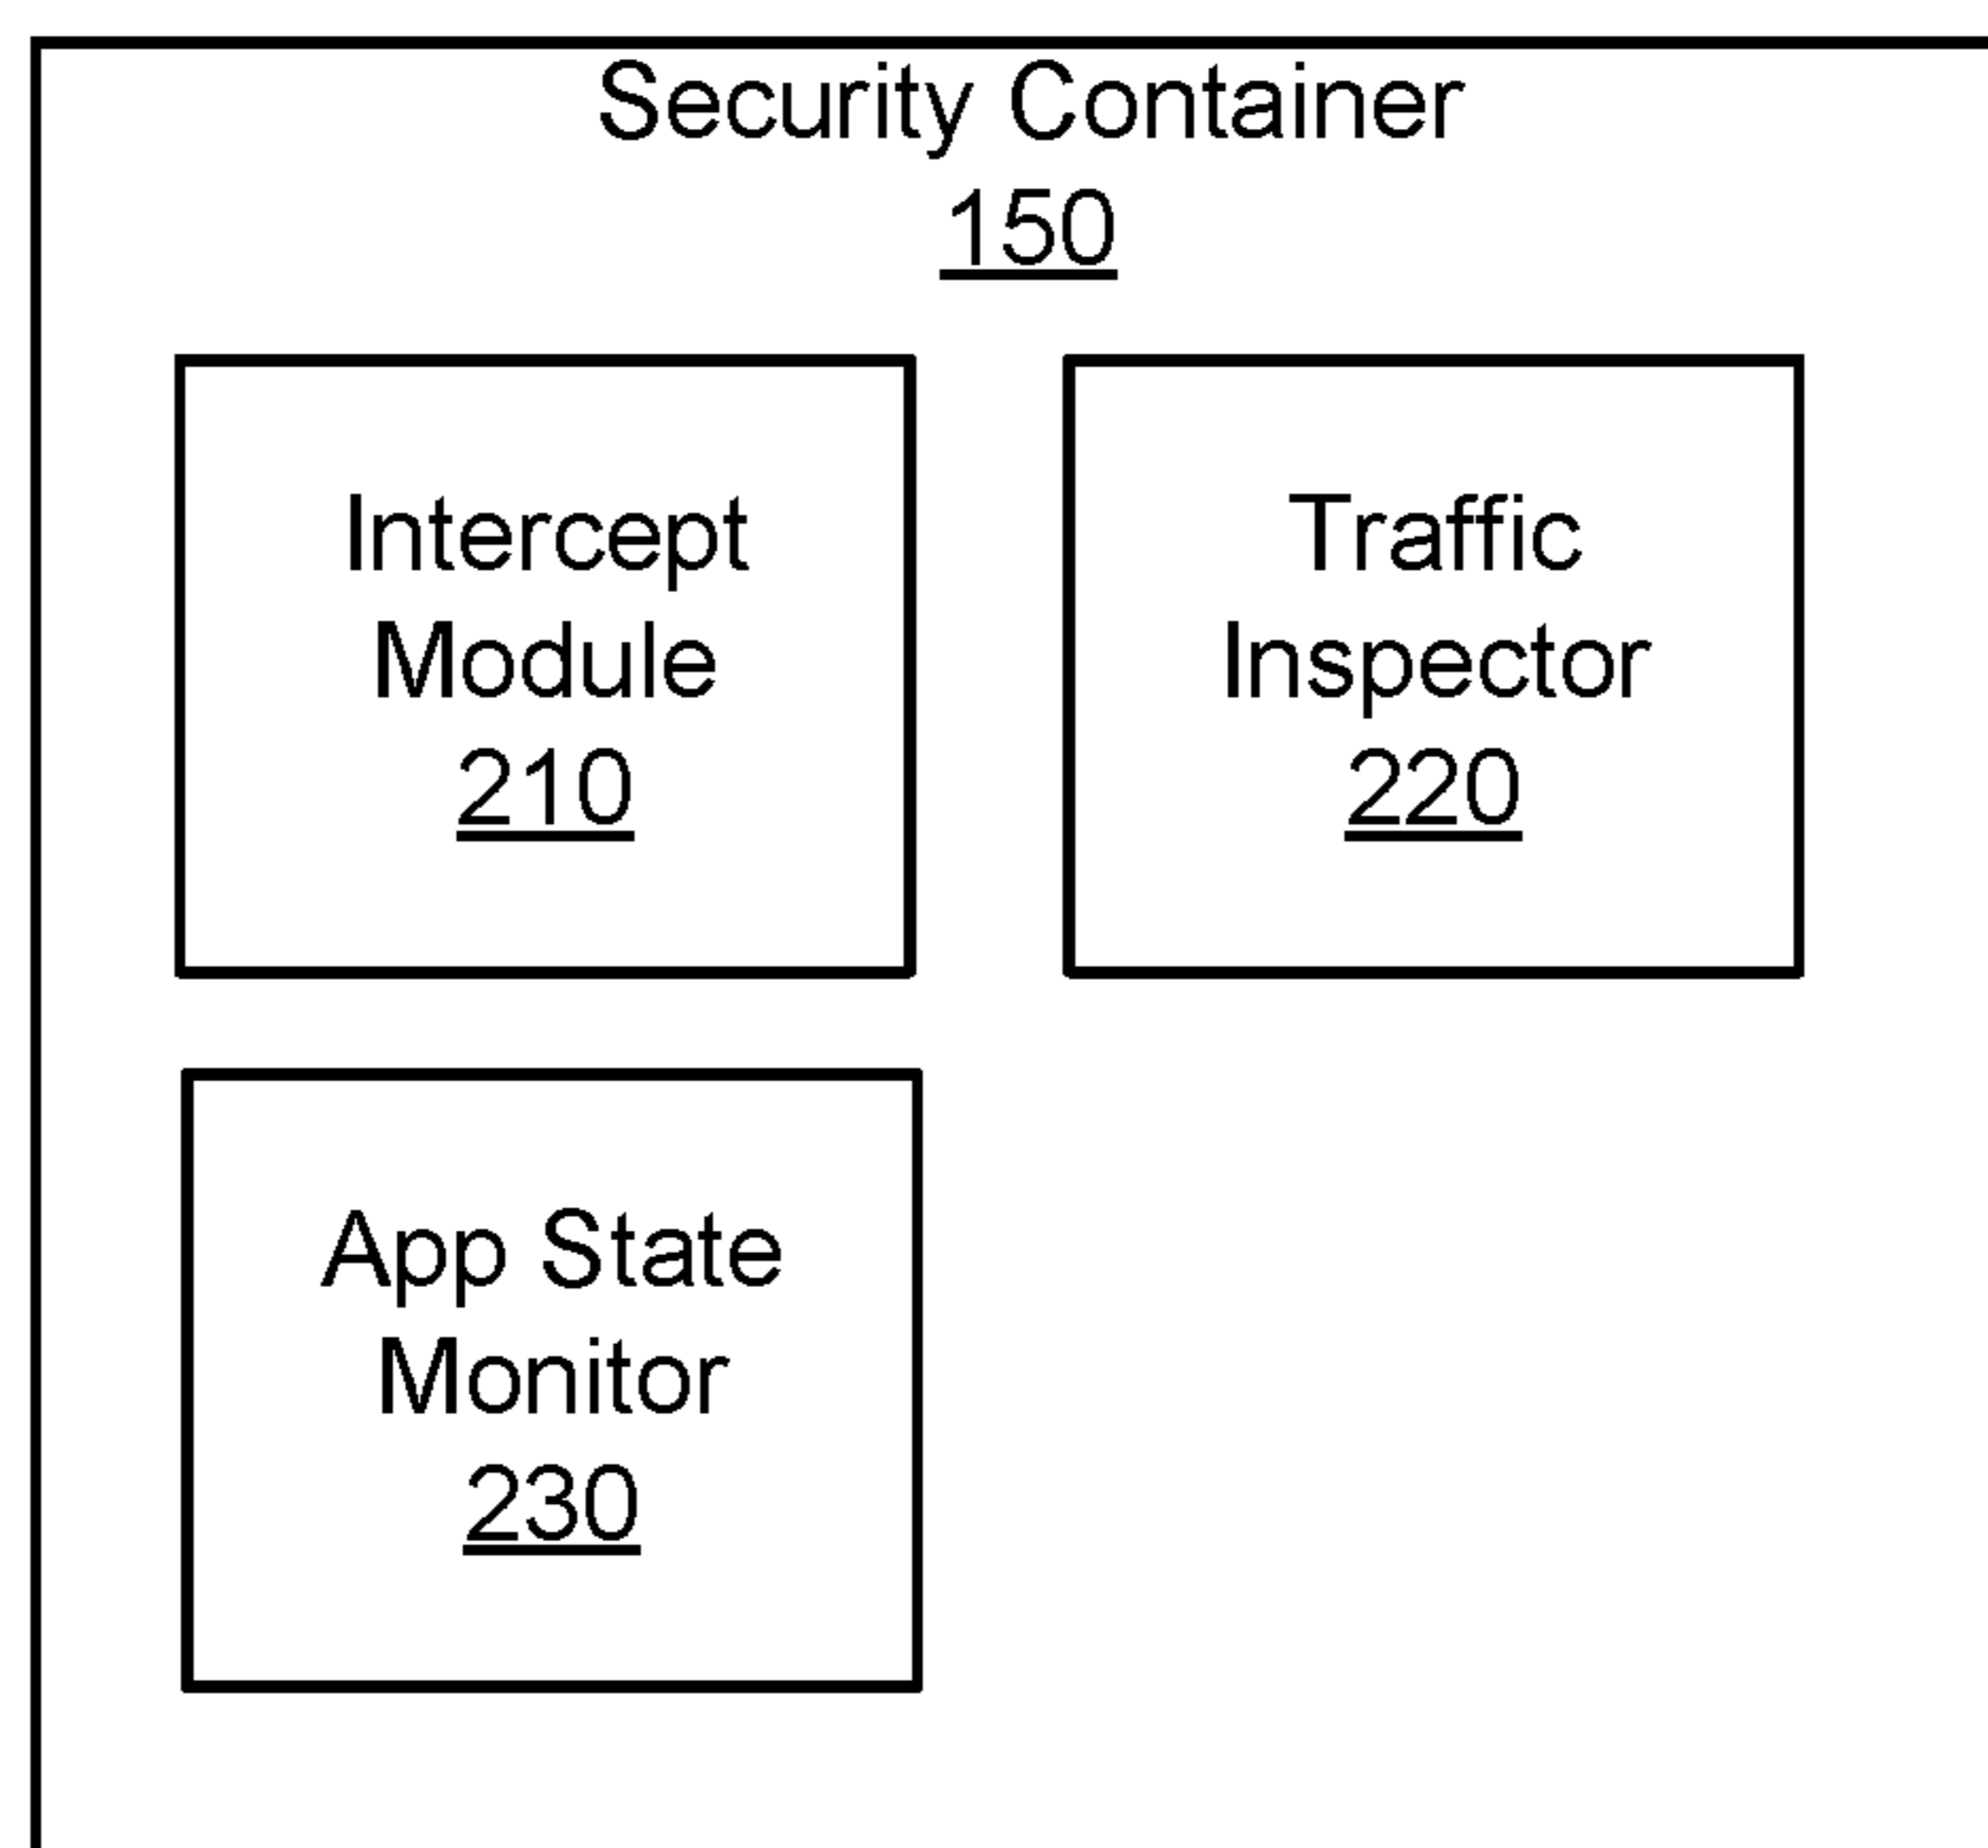 Security Container
150
Intercept
Module
210
Traffic
Inspector
220
App State
Monitor
230